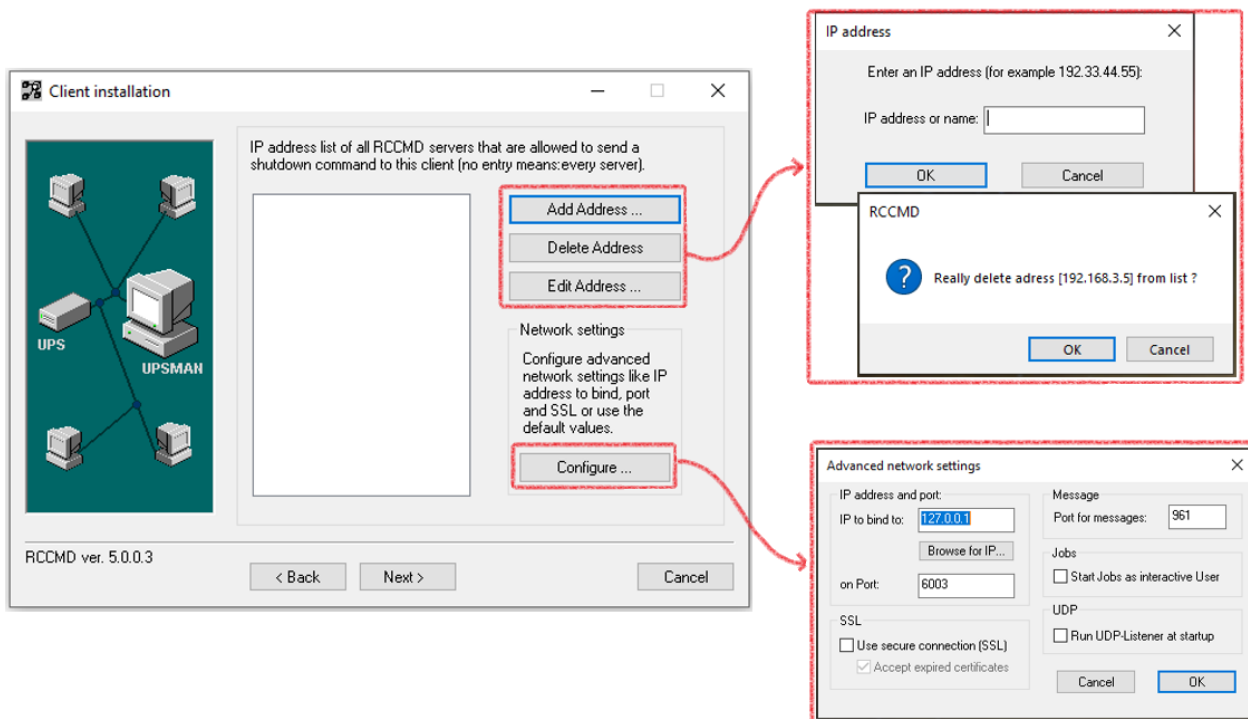 Client installation
IP address list of all RCCMD servers that are allowed to send a
shutdown command to this client (no entry means:every server).
Add Address ...
Delete Address
Edit Address ...
Network settings
Configure advanced
network settings like IP
address to bind, port
and SSL or use the
default values.
Configure ...
UPS
UPSMAN
RCCMD ver. 5.0.0.3
< Back
Next >
Cancel
IP address
Enter an IP address (for example 192.33.44.55):
IP address or name:
OK
Cancel
RCCMD
?
Really delete adress [192.168.3.5] from list ?
OK
Cancel
Advanced network settings
IP address and port:
IP to bind to:
127.0.0.1
Browse for IP...
on Port:
6003
SSL
Use secure connection (SSL)
Accept expired certificates
Message
Port for messages:
961
Jobs
Start Jobs as interactive User
UDP
Run UDP-Listener at startup
Cancel
OK